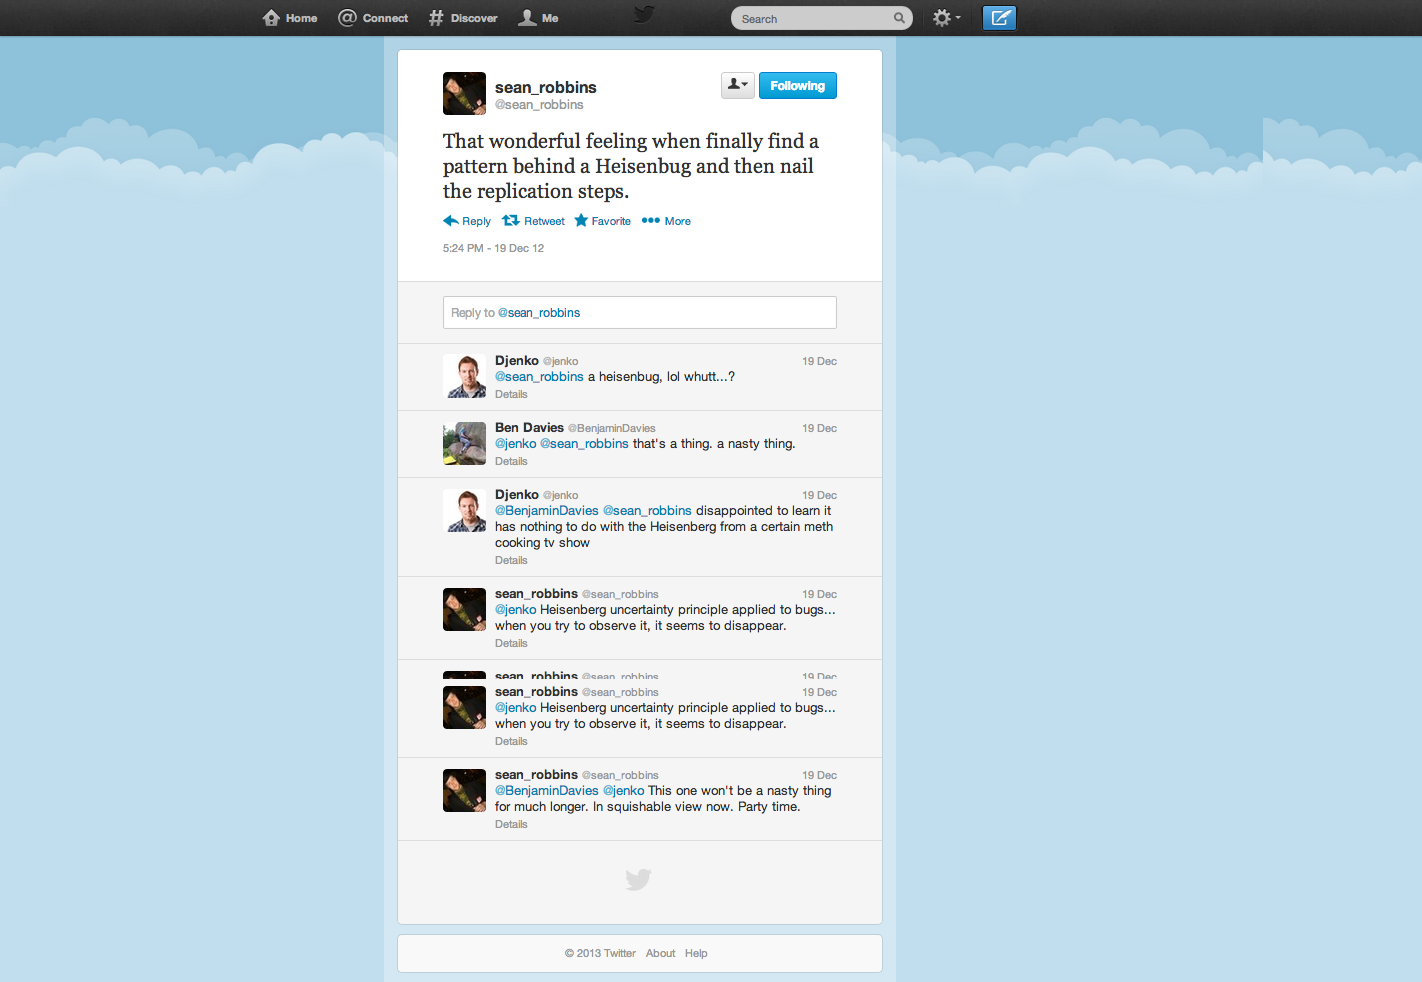 Home
Connect
Discover
Me
Search
sean_robbins
@sean_robbins
Following
That wonderful feeling when finally find a
pattern behind a Heisenbug and then nail
the replication steps.
Reply
Retweet
Favorite
More
5:24 PM - 19 Dec 12
Reply to @sean_robbins
Djenko @jenko 19 Dec
@sean_robbins a heisenbug, lol whutt...?
Details
Ben Davies @BenjaminDavies 19 Dec
@jenko @sean_robbins that's a thing. a nasty thing.
Details
Djenko @jenko 19 Dec
@BenjaminDavies @sean_robbins disappointed to learn it
has nothing to do with the Heisenberg from a certain meth
cooking tv show
Details
sean_robbins @sean_robbins 19 Dec
@jenko Heisenberg uncertainty principle applied to bugs...
when you try to observe it, it seems to disappear.
Details
sean_robbins @sean_robbins 19 Dec
sean_robbins @sean_robbins 19 Dec
@jenko Heisenberg uncertainty principle applied to bugs...
when you try to observe it, it seems to disappear.
Details
sean_robbins @sean_robbins 19 Dec
@BenjaminDavies @jenko This one won't be a nasty thing
for much longer. In squishable view now. Party time.
Details
© 2013 Twitter About Help